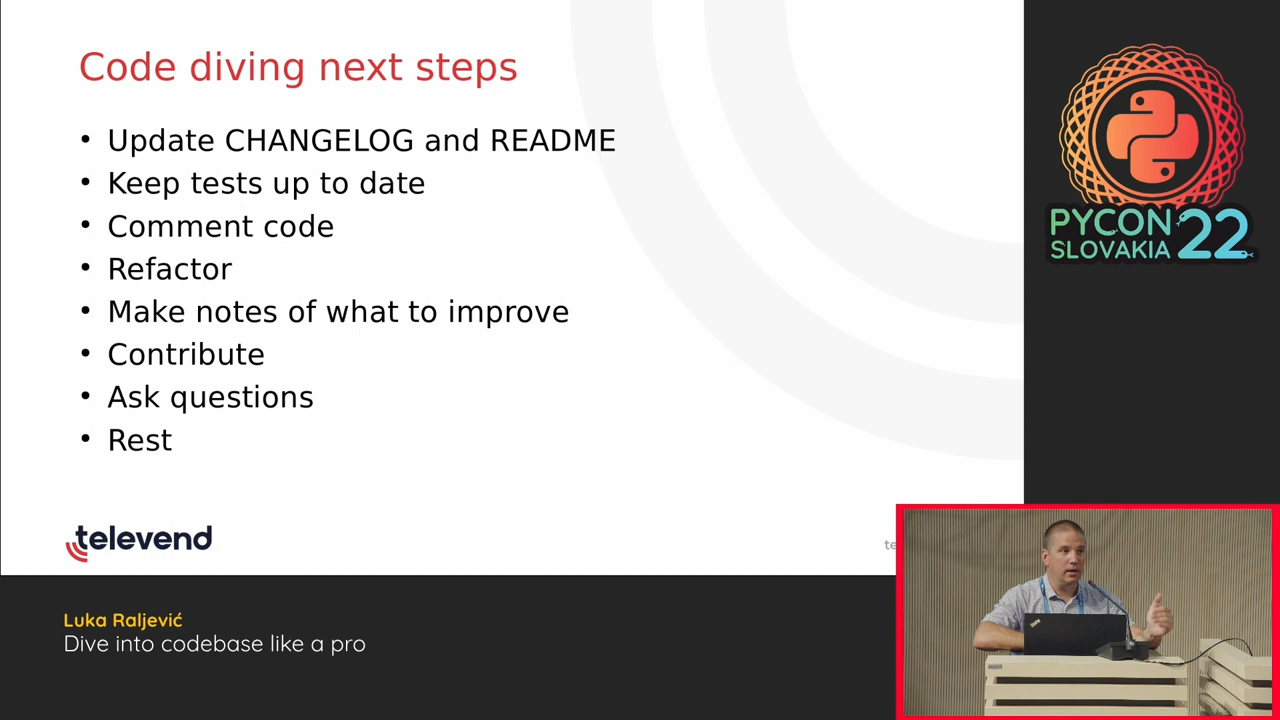 Code diving next steps
• Update CHANGELOG and README
• Keep tests up to date
• Comment code
• Refactor
• Make notes of what to improve
• Contribute
• Ask questions
• Rest
televend
te
PYCON
SLOVAKIA
22
Luka Raljević
Dive into codebase like a pro